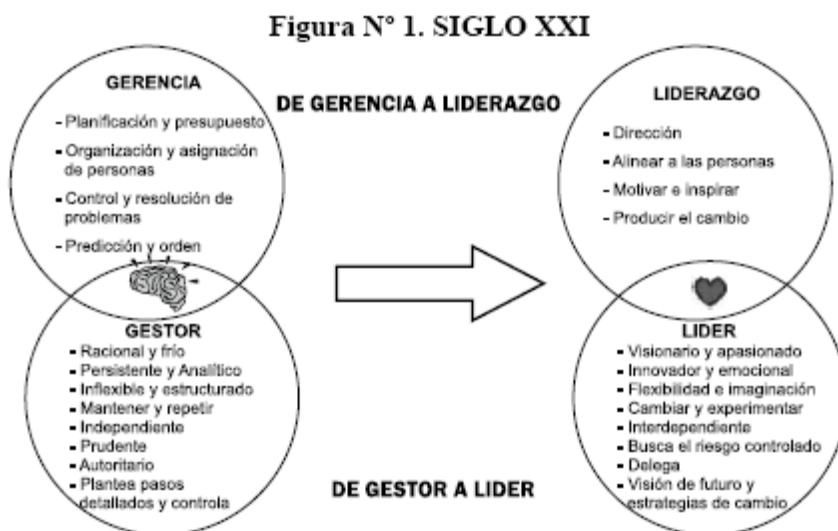 Figura Nº 1. SIGLO XXI
GERENCIA
- Planificación y presupuesto
- Organización y asignación
de personas
- Control y resolución de
problemas
- Predicción y orden
GESTOR
- Racional y frío
- Persistente y Analítico
- Inflexible y estructurado
- Mantener y repetir
- Independiente
- Prudente
- Autoritario
- Plantea pasos
detallados y controla
DE GERENCIA A LIDERAZGO
DE GESTOR A LIDER
LIDERAZGO
- Dirección
- Alinear a las personas
- Motivar e inspirar
- Producir el cambio
LIDER
- Visionario y apasionado
- Innovador y emocional
- Flexibilidad e imaginación
- Cambiar y experimentar
- Interdependiente
- Busca el riesgo controlado
- Delega
- Visión de futuro y
estrategias de cambio